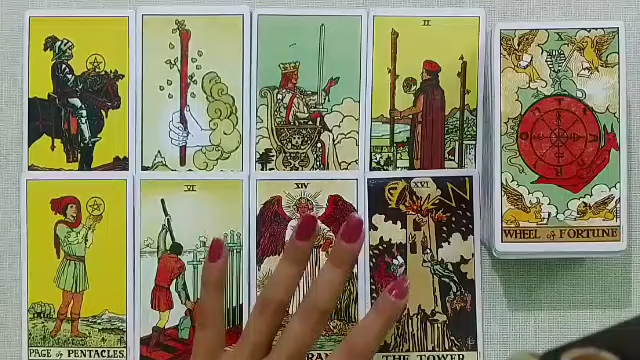 II
WHEEL of FORTUNE
PAGE of PENTACLES.
VI
XIV
XVI
THE TOWER